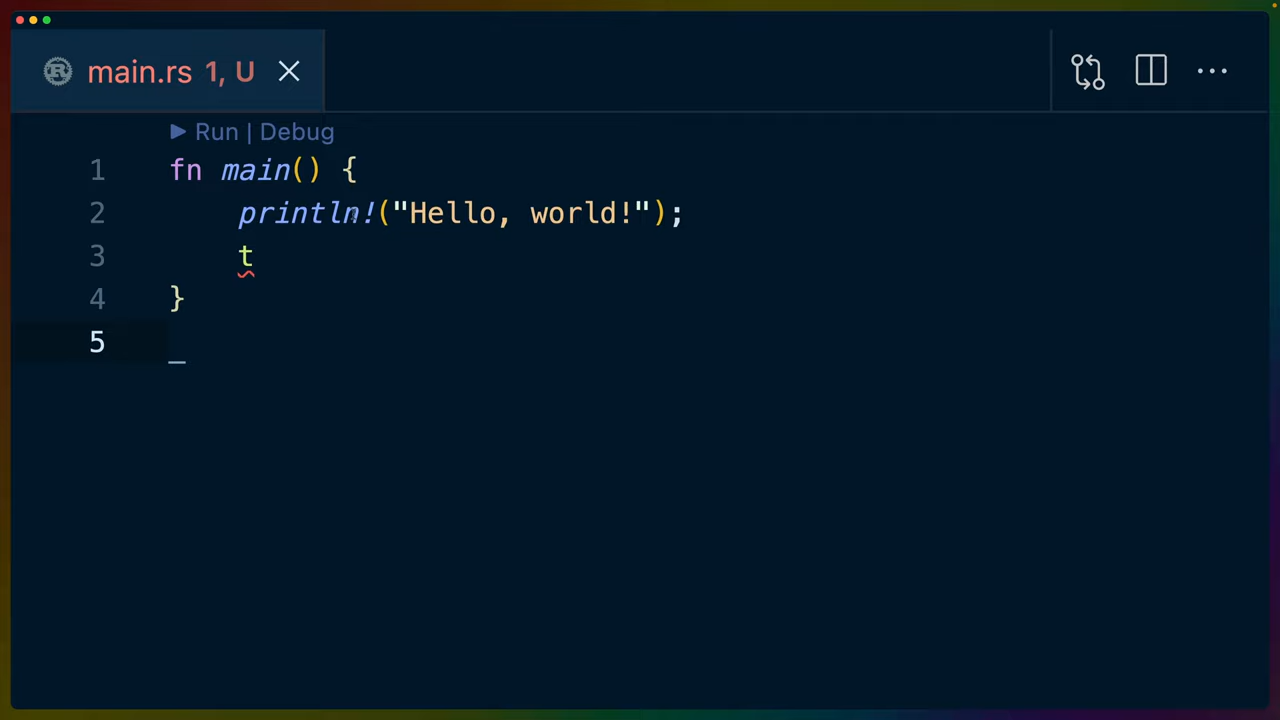 main.rs 1, U
Run | Debug
1 fn main() {
2 println!("Hello, world!");
3 t
4 }
5